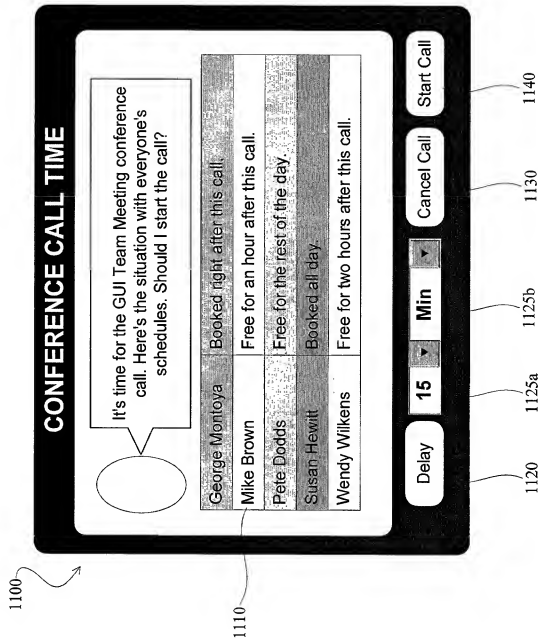 CONFERENCE CALL TIME
It's time for the GUI Team Meeting conference
call. Here's the situation with everyone's
schedules. Should I start the call?
George Montoya Booked right after this call.
Mike Brown Free for an hour after this call.
Pete Dodds Free for the rest of the day.
Susan Hewitt Booked all day.
Wendy Wilkens Free for two hours after this call.
Delay 15 Min Cancel Call Start Call
1100
1110
1120 1125a 1125b 1130 1140